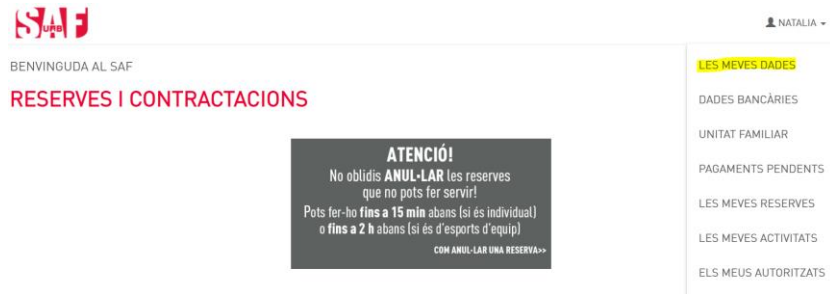 SAF
UAB
NATALIA
BENVINGUDA AL SAF
RESERVES I CONTRACTACIONS
ATENCIÓ!
No oblidis ANUL·LAR les reserves
que no pots fer servir!
Pots fer-ho fins a 15 min abans (si és individual)
o fins a 2 h abans (si és d'esports d'equip)
COM ANUL·LAR UNA RESERVA>>
LES MEVES DADES
DADES BANCÀRIES
UNITAT FAMILIAR
PAGAMENTS PENDENTS
LES MEVES RESERVES
LES MEVES ACTIVITATS
ELS MEUS AUTORITZATS